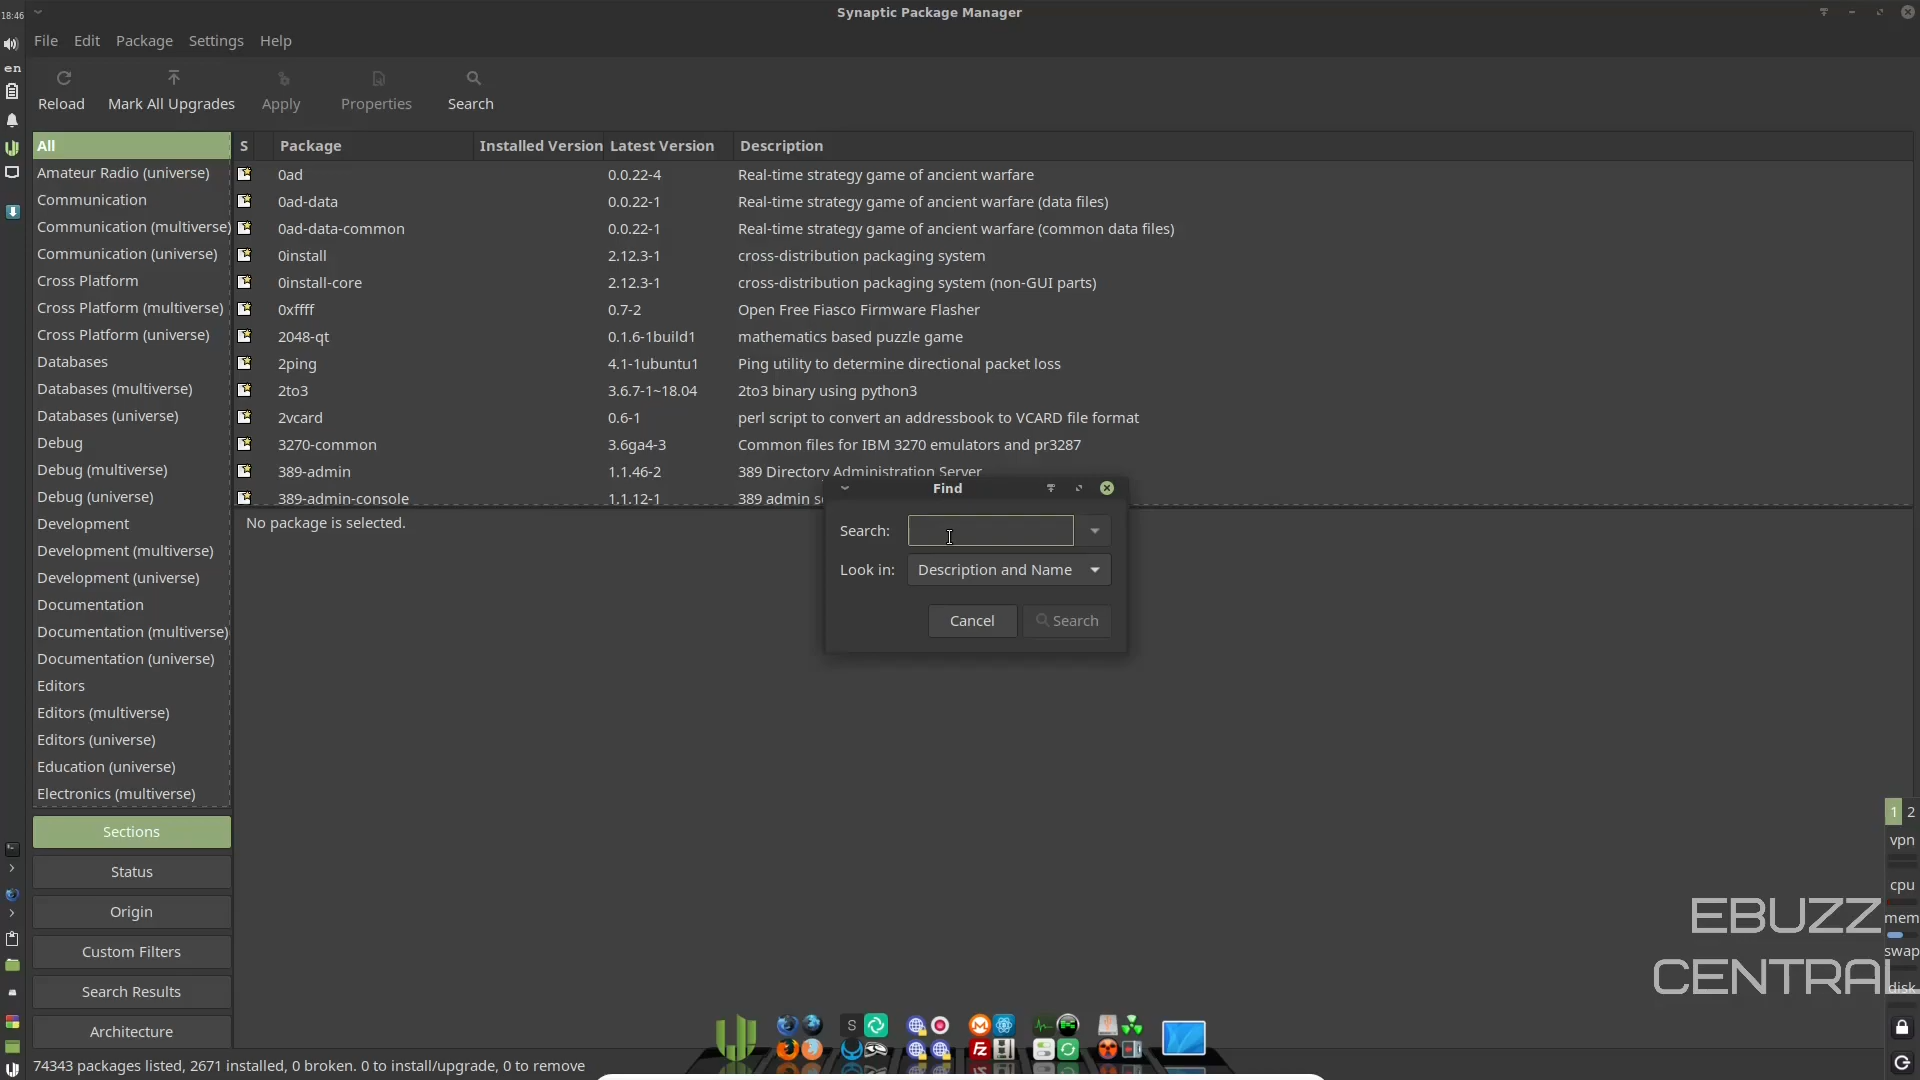 18:46
Synaptic Package Manager
File Edit Package Settings Help
en
Reload Mark All Upgrades Apply Properties Search
All
Amateur Radio (universe)
Communication
Communication (multiverse)
Communication (universe)
Cross Platform
Cross Platform (multiverse)
Cross Platform (universe)
Databases
Databases (multiverse)
Databases (universe)
Debug
Debug (multiverse)
Debug (universe)
Development
Development (multiverse)
Development (universe)
Documentation
Documentation (multiverse)
Documentation (universe)
Editors
Editors (multiverse)
Editors (universe)
Education (universe)
Electronics (multiverse)
Sections
Status
Origin
Custom Filters
Search Results
Architecture
S Package Installed Version Latest Version Description
0ad 0.0.22-4 Real-time strategy game of ancient warfare
0ad-data 0.0.22-1 Real-time strategy game of ancient warfare (data files)
0ad-data-common 0.0.22-1 Real-time strategy game of ancient warfare (common data files)
0install 2.12.3-1 cross-distribution packaging system
0install-core 2.12.3-1 cross-distribution packaging system (non-GUI parts)
0xffff 0.7-2 Open Free Fiasco Firmware Flasher
2048-qt 0.1.6-1build1 mathematics based puzzle game
2ping 4.1-1ubuntu1 Ping utility to determine directional packet loss
2to3 3.6.7-1~18.04 2to3 binary using python3
2vcard 0.6-1 perl script to convert an addressbook to VCARD file format
3270-common 3.6ga4-3 Common files for IBM 3270 emulators and pr3287
389-admin 1.1.46-2 389 Directory Administration Server
389-admin-console 1.1.12-1 389 admin
No package is selected.
Find
Search:
Look in: Description and Name
Cancel Search
1 2
vpn
cpu
mem
swap
disk
EBUZZ
CENTRAL
74343 packages listed, 2671 installed, 0 broken. 0 to install/upgrade, 0 to remove